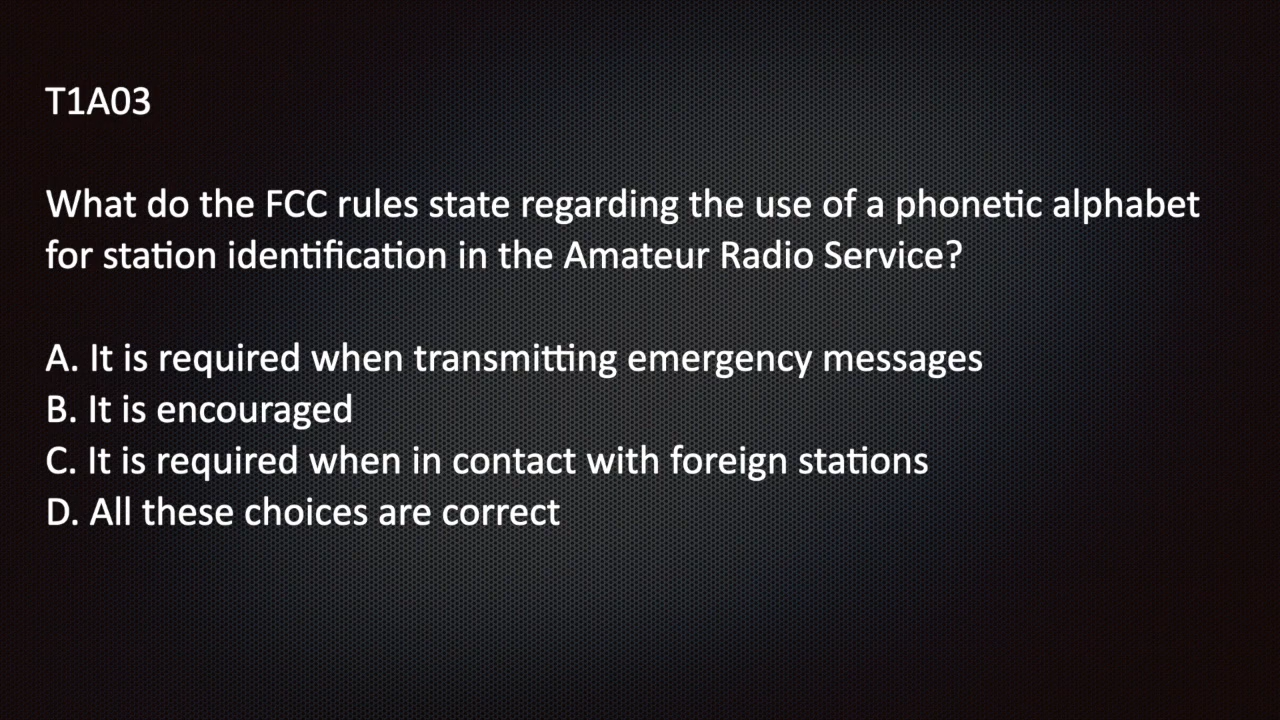 T1A03
What do the FCC rules state regarding the use of a phonetic alphabet
for station identification in the Amateur Radio Service?
A. It is required when transmitting emergency messages
B. It is encouraged
C. It is required when in contact with foreign stations
D. All these choices are correct